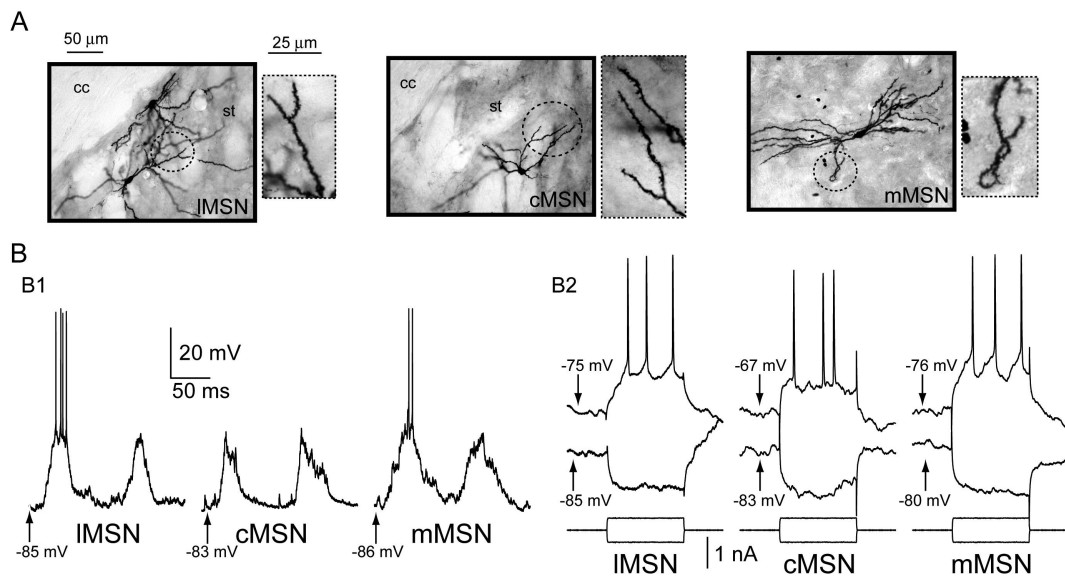 A
50 μm
25 μm
cc
st
lMSN
cc
st
cMSN
mMSN
B
B1
20 mV
50 ms
-85 mV
lMSN
-83 mV
cMSN
-86 mV
mMSN
B2
-75 mV
-67 mV
-76 mV
-85 mV
-83 mV
-80 mV
lMSN
1 nA
cMSN
mMSN